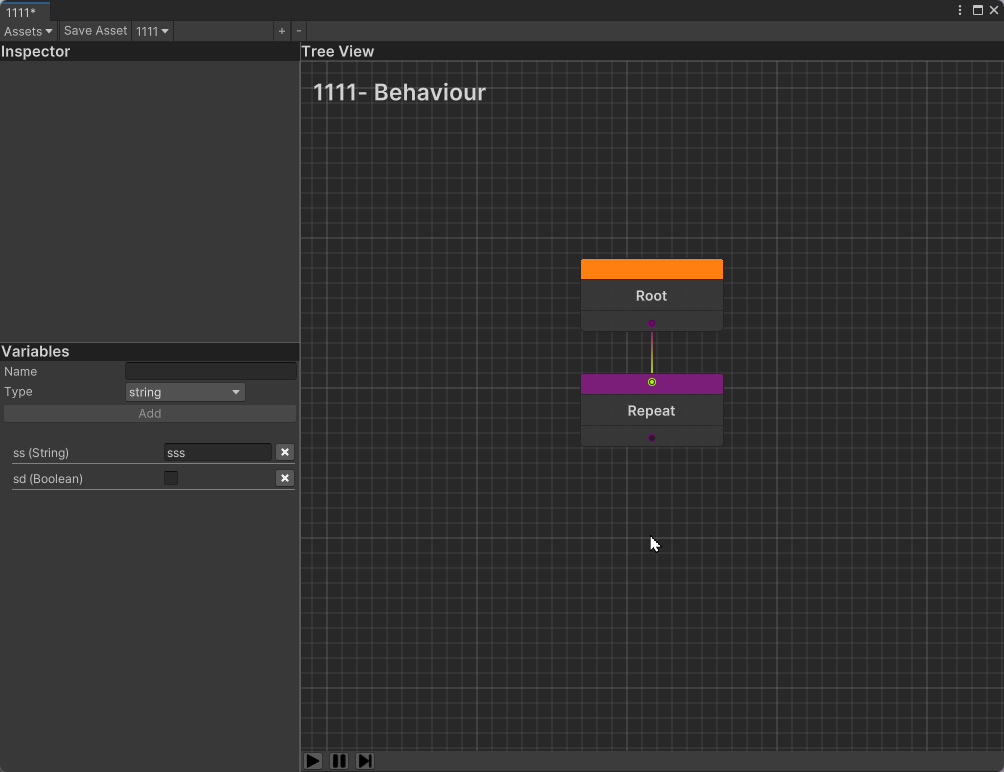 1111*
Assets Save Asset 1111 + -
Inspector
Tree View
1111- Behaviour
Root
Repeat
Variables
Name
Type string
Add
ss (String) sss
sd (Boolean)